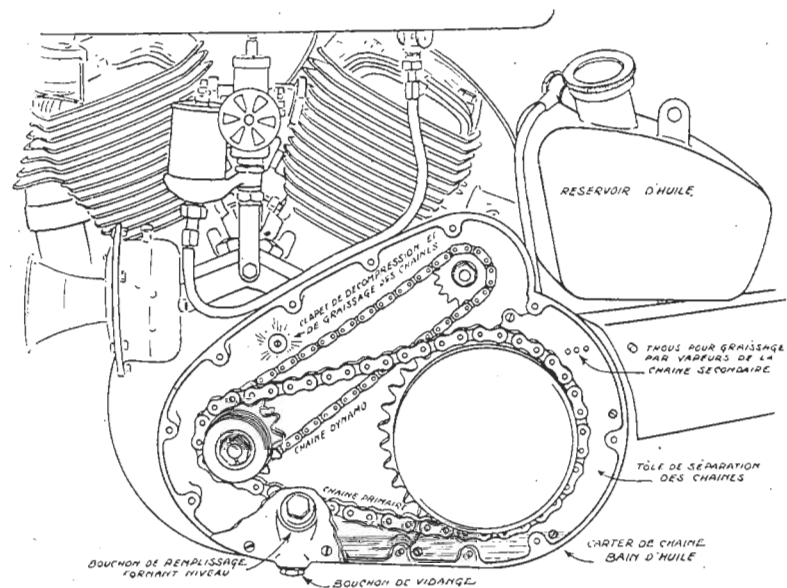 RESERVOIR D'HUILE
CLAPET DE DECOMPRESSION ET
DE GRAISSAGE DES CHAINES
TROUS POUR GRAISSAGE
PAR VAPEURS DE LA
CHAINE SECONDAIRE
CHAINE DYNAMO
TÔLE DE SÉPARATION
DES CHAINES
CHAINE PRIMAIRE
CARTER DE CHAINE
BAIN D'HUILE
BOUCHON DE REMPLISSAGE
FORMANT NIVEAU
BOUCHON DE VIDANGE